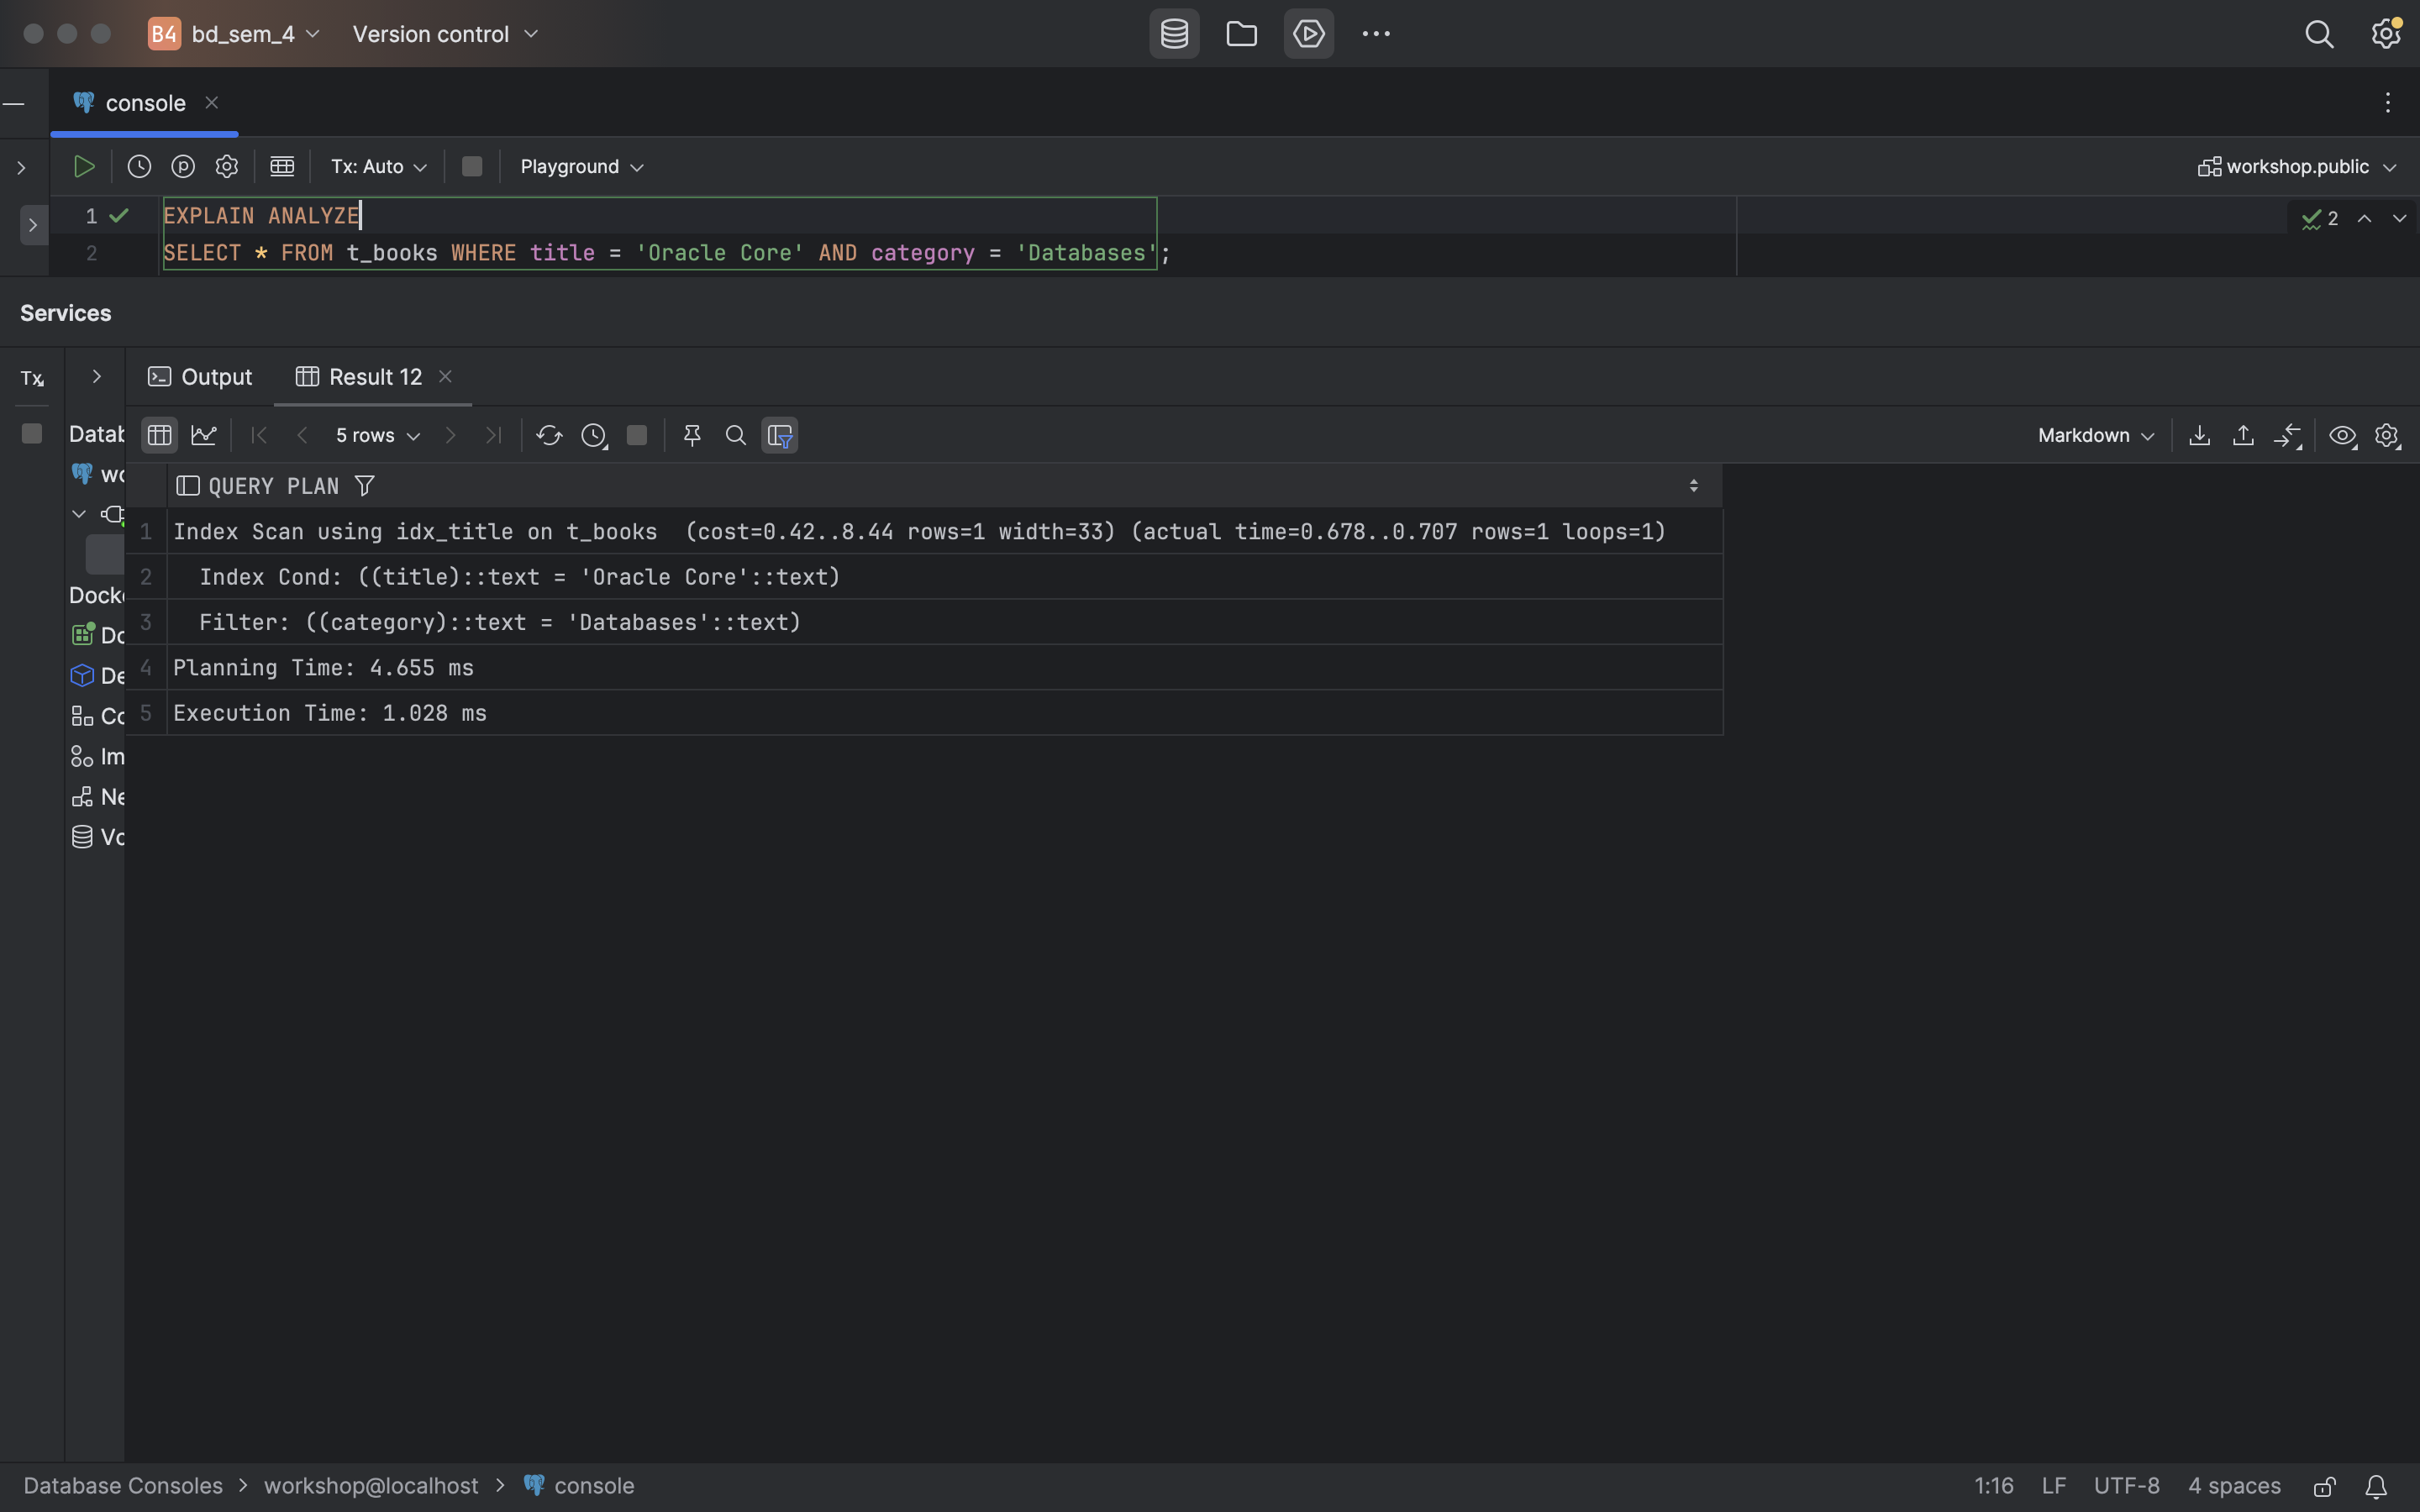 B4 bd_sem_4 Version control
console
Tx: Auto Playground workshop.public
1 EXPLAIN ANALYZE 2
2 SELECT * FROM t_books WHERE title = 'Oracle Core' AND category = 'Databases';
Services
Tx Output Result 12
5 rows Markdown
Datab
wo
Docke
Do
De
Co
Im
Ne
Vo
QUERY PLAN
1 Index Scan using idx_title on t_books (cost=0.42..8.44 rows=1 width=33) (actual time=0.678..0.707 rows=1 loops=1)
2 Index Cond: ((title)::text = 'Oracle Core'::text)
3 Filter: ((category)::text = 'Databases'::text)
4 Planning Time: 4.655 ms
5 Execution Time: 1.028 ms
Database Consoles > workshop@localhost > console 1:16 LF UTF-8 4 spaces